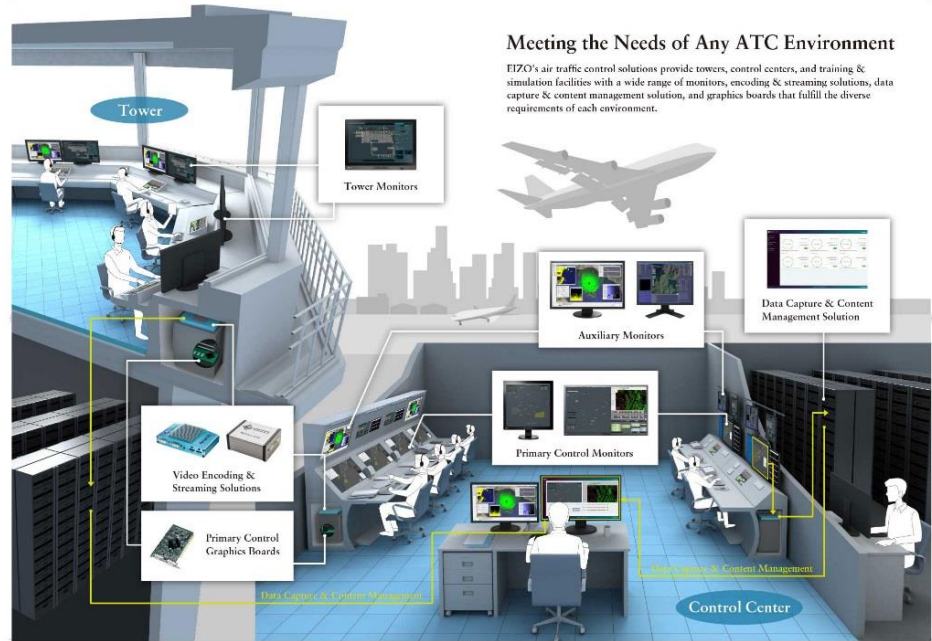 Meeting the Needs of Any ATC Environment
EIZO's air traffic control solutions provide towers, control centers, and training &
simulation facilities with a wide range of monitors, encoding & streaming solutions, data
capture & content management solution, and graphics boards that fulfill the diverse
requirements of each environment.
Tower
Tower Monitors
Data Capture & Content
Management Solution
Auxiliary Monitors
Primary Control Monitors
Video Encoding &
Streaming Solutions
Primary Control
Graphics Boards
Data Capture & Content Management
Data Capture & Content Management
Control Center